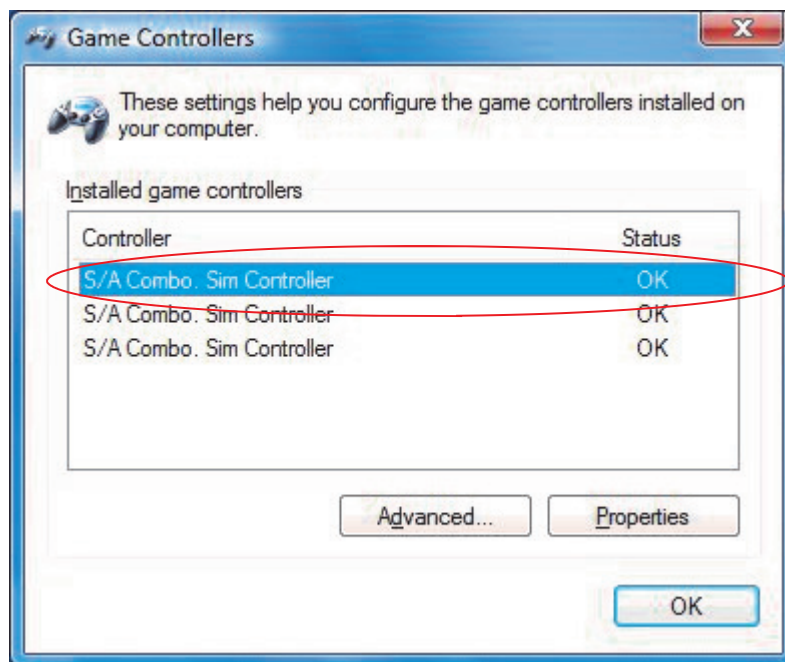 Game Controllers
These settings help you configure the game controllers installed on
your computer.
Installed game controllers
Controller Status
S/A Combo. Sim Controller OK
S/A Combo. Sim Controller OK
S/A Combo. Sim Controller OK
Advanced... Properties
OK